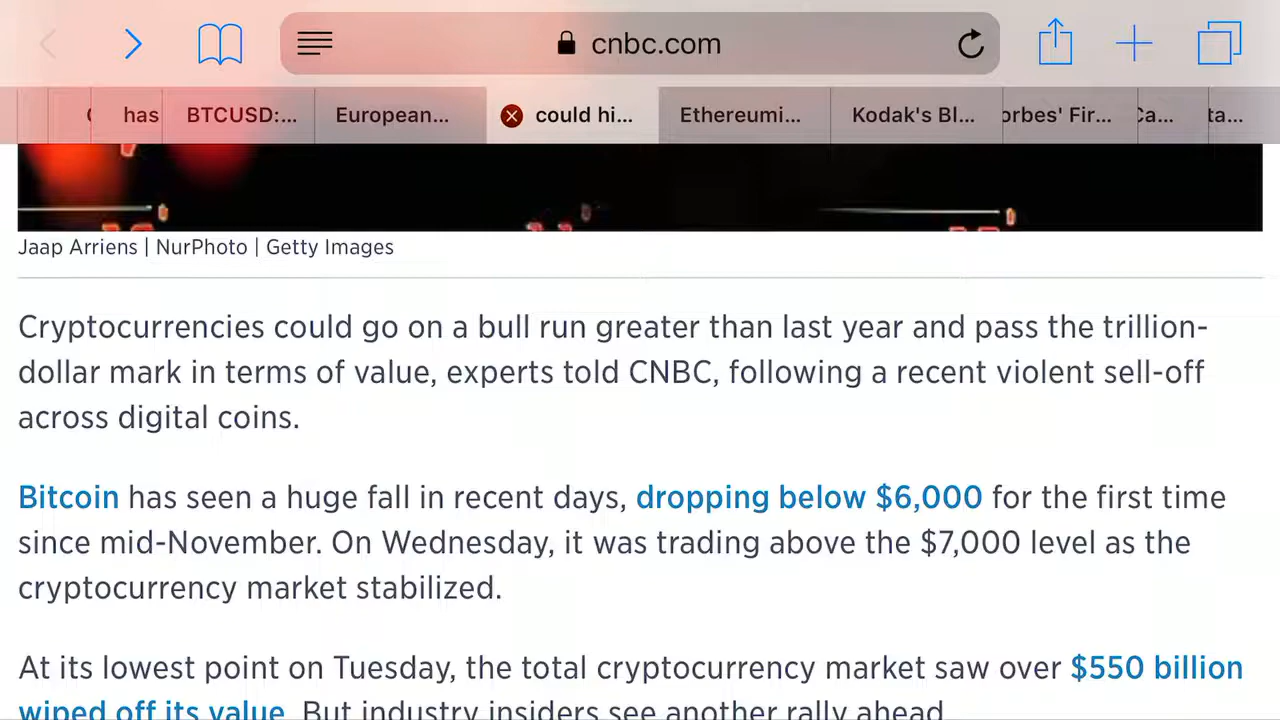 cnbc.com
has
BTCUSD:...
European...
could hi...
Ethereumi...
Kodak's Bl...
orbes' Fir...
Ca...
ta...
Jaap Arriens | NurPhoto | Getty Images
Cryptocurrencies could go on a bull run greater than last year and pass the trillion-
dollar mark in terms of value, experts told CNBC, following a recent violent sell-off
across digital coins.
Bitcoin has seen a huge fall in recent days, dropping below $6,000 for the first time
since mid-November. On Wednesday, it was trading above the $7,000 level as the
cryptocurrency market stabilized.
At its lowest point on Tuesday, the total cryptocurrency market saw over $550 billion
wiped off its value. But industry insiders see another rally ahead.